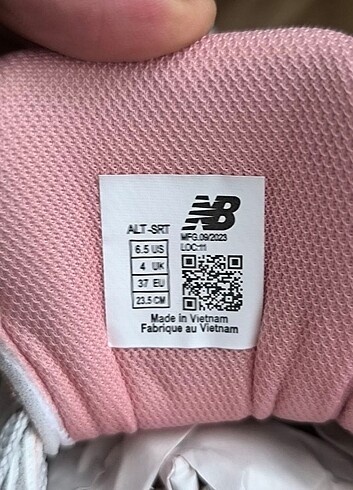 NB
ALT-SRT
MFG.09/2023
LOC:11
6.5 US
4 UK
37 EU
23.5 CM
Made in Vietnam
Fabrique au Vietnam